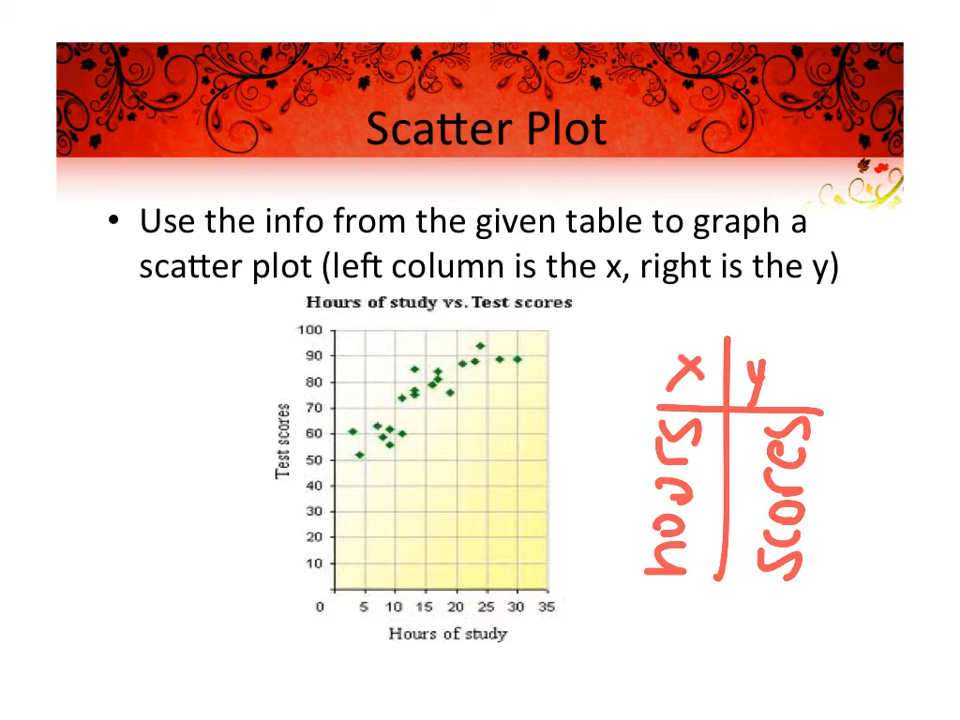 Scatter Plot
• Use the info from the given table to graph a
scatter plot (left column is the x, right is the y)
Hours of study vs. Test scores
100
90
80
70
60
50
40
30
20
10
Test scores
0 5 10 15 20 25 30 35
Hours of study
x y
hours scores